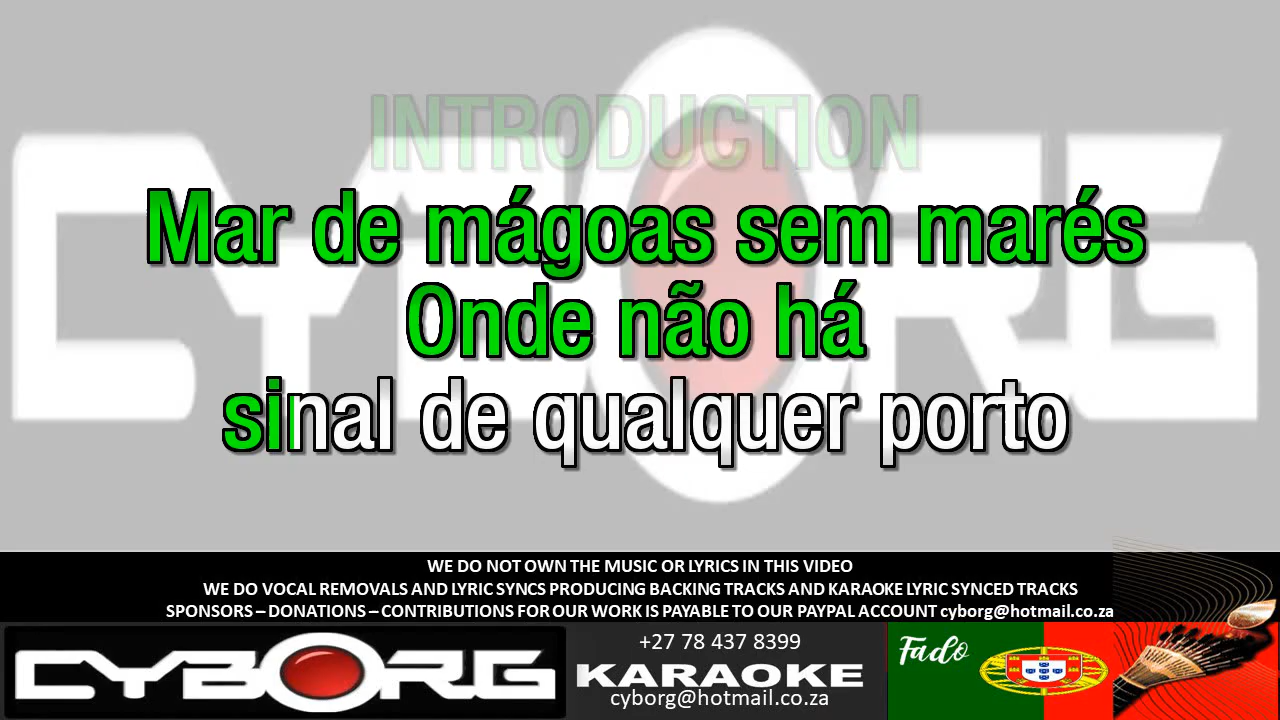 CYBORG
INTRODUCTION
Mar de mágoas sem marés
Onde não há
sinal de qualquer porto
WE DO NOT OWN THE MUSIC OR LYRICS IN THIS VIDEO
WE DO VOCAL REMOVALS AND LYRIC SYNCS PRODUCING BACKING TRACKS AND KARAOKE LYRIC SYNCED TRACKS
SPONSORS – DONATIONS – CONTRIBUTIONS FOR OUR WORK IS PAYABLE TO OUR PAYPAL ACCOUNT cyborg@hotmail.co.za
CYBORG
+27 78 437 8399
KARAOKE
cyborg@hotmail.co.za
Fado